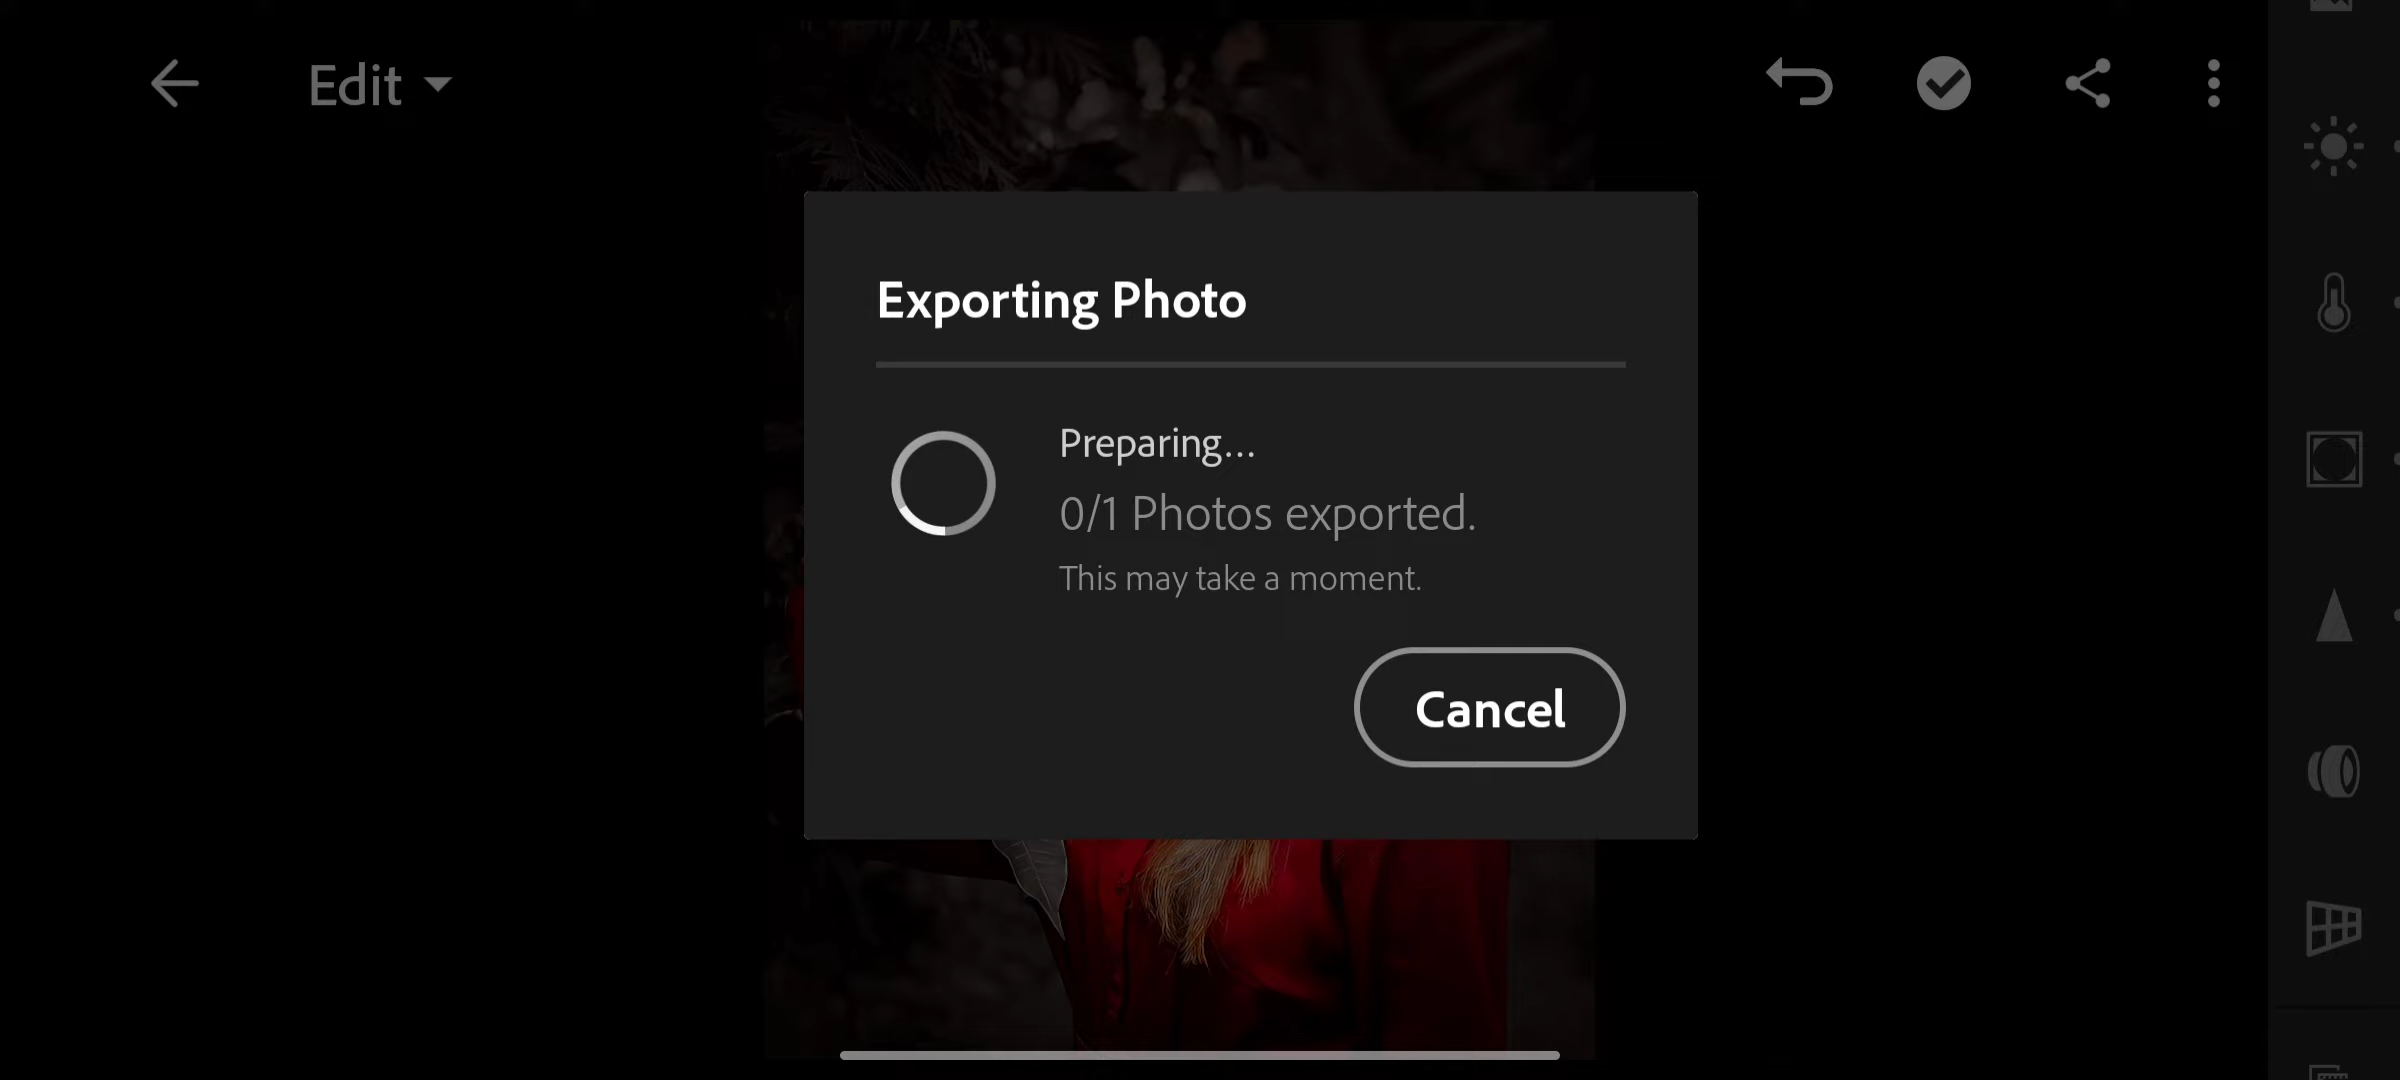 Edit
Exporting Photo
Preparing...
0/1 Photos exported.
This may take a moment.
Cancel